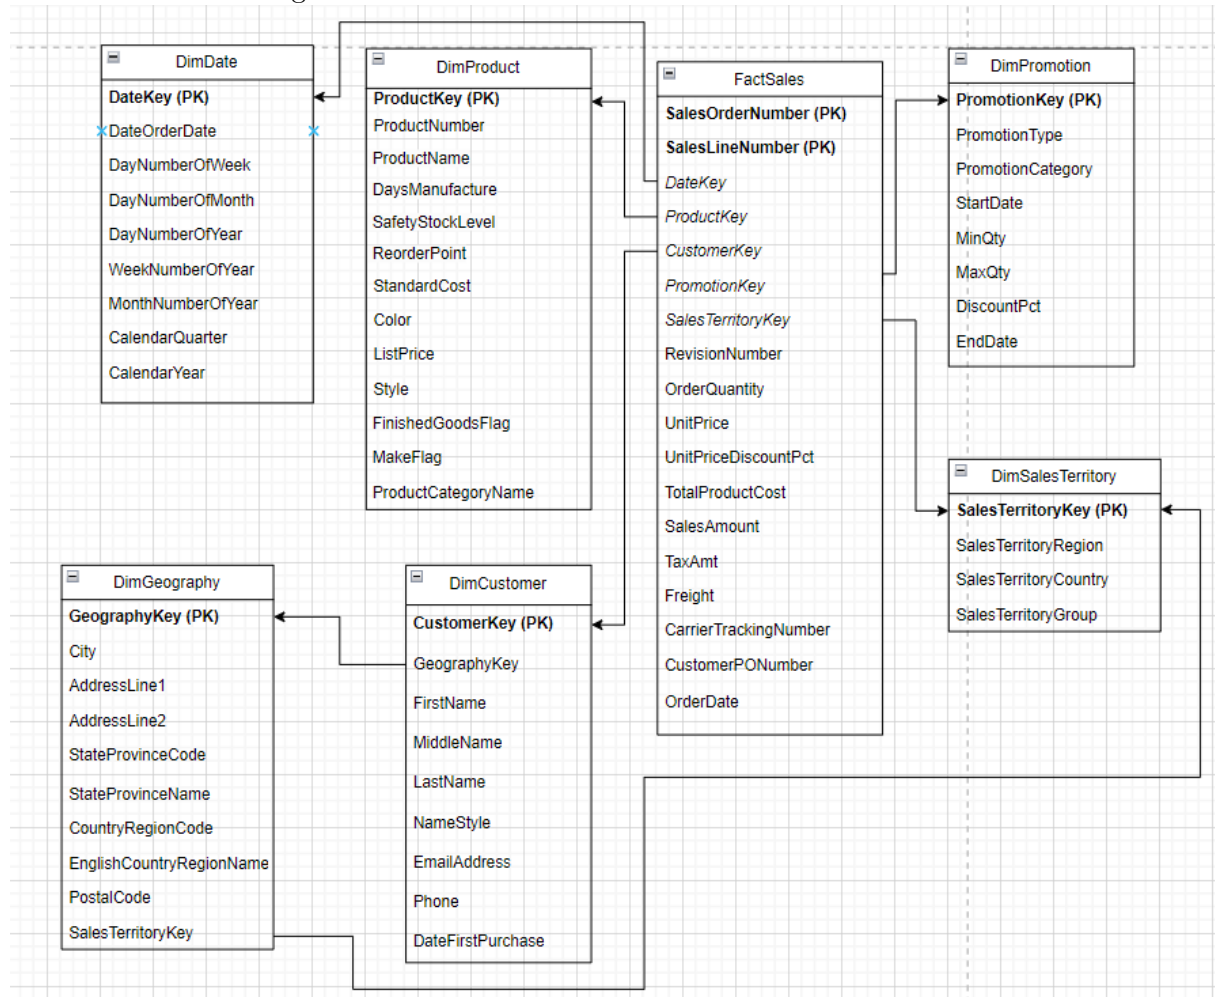 DimDate
DateKey (PK)
DateOrderDate
DayNumberOfWeek
DayNumberOfMonth
DayNumberOfYear
WeekNumberOfYear
MonthNumberOfYear
CalendarQuarter
CalendarYear
DimProduct
ProductKey (PK)
ProductNumber
ProductName
DaysManufacture
SafetyStockLevel
ReorderPoint
StandardCost
Color
ListPrice
Style
FinishedGoodsFlag
MakeFlag
ProductCategoryName
FactSales
SalesOrderNumber (PK)
SalesLineNumber (PK)
DateKey
ProductKey
CustomerKey
PromotionKey
SalesTerritoryKey
RevisionNumber
OrderQuantity
UnitPrice
UnitPriceDiscountPct
TotalProductCost
SalesAmount
TaxAmt
Freight
CarrierTrackingNumber
CustomerPONumber
OrderDate
DimPromotion
PromotionKey (PK)
PromotionType
PromotionCategory
StartDate
MinQty
MaxQty
DiscountPct
EndDate
DimSalesTerritory
SalesTerritoryKey (PK)
SalesTerritoryRegion
SalesTerritoryCountry
SalesTerritoryGroup
DimGeography
GeographyKey (PK)
City
AddressLine1
AddressLine2
StateProvinceCode
StateProvinceName
CountryRegionCode
EnglishCountryRegionName
PostalCode
SalesTerritoryKey
DimCustomer
CustomerKey (PK)
GeographyKey
FirstName
MiddleName
LastName
NameStyle
EmailAddress
Phone
DateFirstPurchase